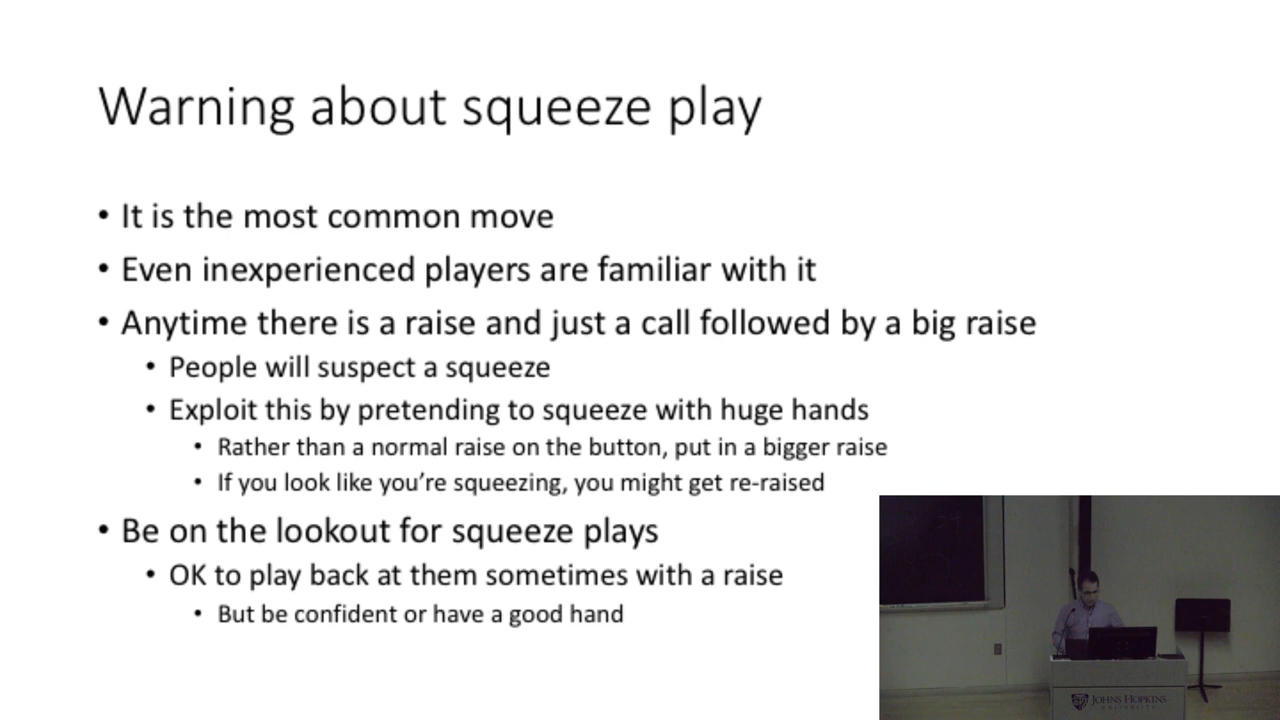 Warning about squeeze play
• It is the most common move
• Even inexperienced players are familiar with it
• Anytime there is a raise and just a call followed by a big raise
• People will suspect a squeeze
• Exploit this by pretending to squeeze with huge hands
• Rather than a normal raise on the button, put in a bigger raise
• If you look like you're squeezing, you might get re-raised
• Be on the lookout for squeeze plays
• OK to play back at them sometimes with a raise
• But be confident or have a good hand
JOHNS HOPKINS
UNIVERSITY